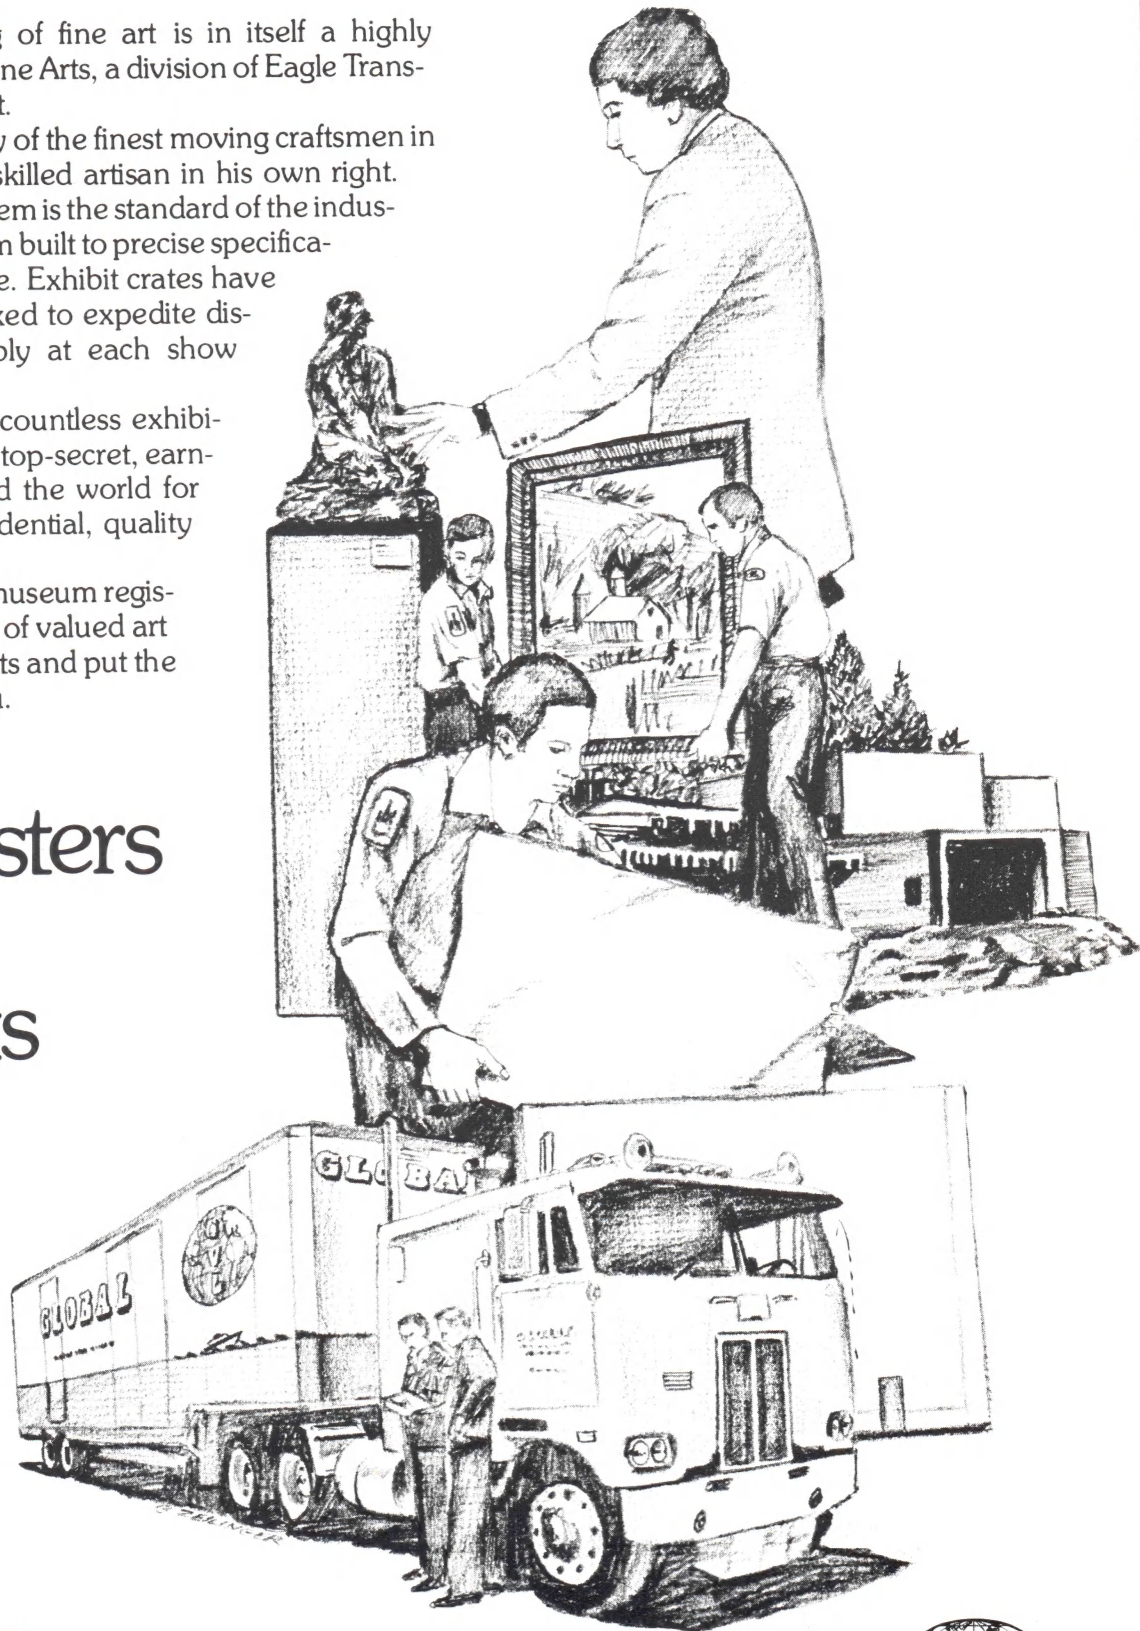 of fine art is in itself a highly
ne Arts, a division of Eagle Trans-
t.
of the finest moving craftsmen in
skilled artisan in his own right.
em is the standard of the indus-
n built to precise specifica-
e. Exhibit crates have
ked to expedite dis-
bly at each show
countless exhibi-
top-secret, earn-
d the world for
dential, quality
museum regis-
of valued art
ts and put the
sters
ts
GLOBAL
GLOBAL